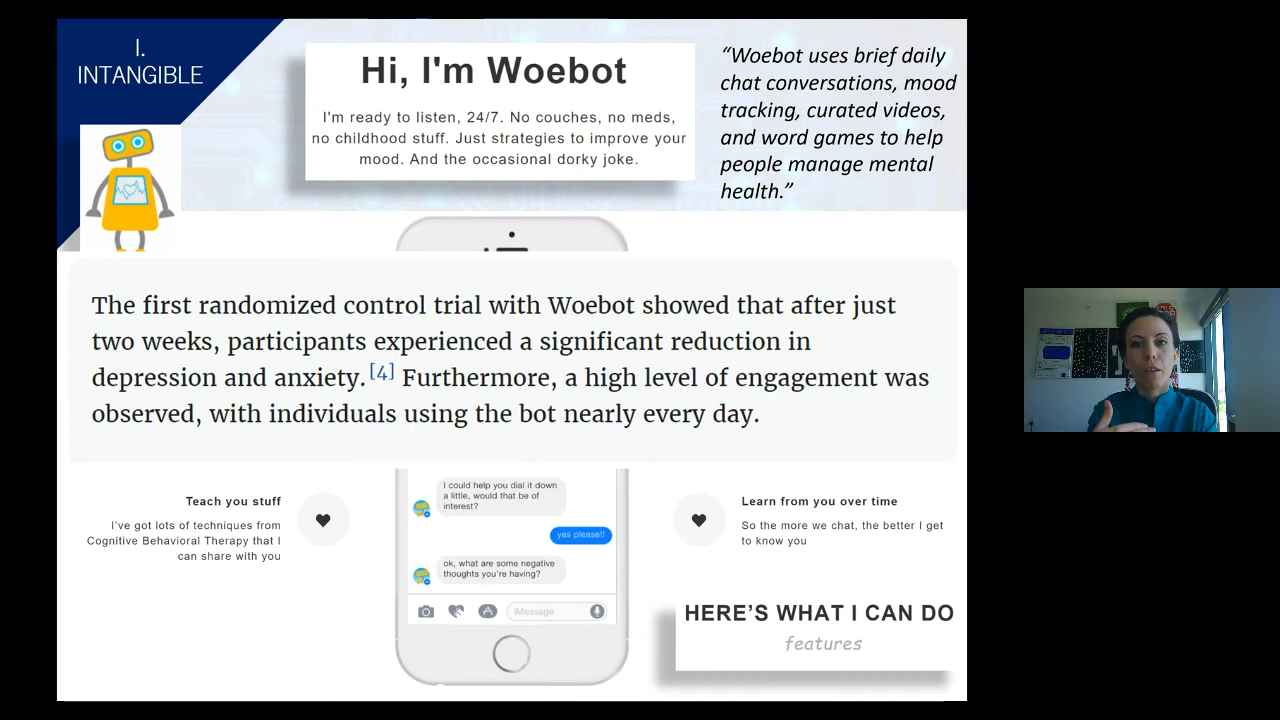 I.
INTANGIBLE
Hi, I'm Woebot
I'm ready to listen, 24/7. No couches, no meds,
no childhood stuff. Just strategies to improve your
mood. And the occasional dorky joke.
“Woebot uses brief daily
chat conversations, mood
tracking, curated videos,
and word games to help
people manage mental
health.”
The first randomized control trial with Woebot showed that after just
two weeks, participants experienced a significant reduction in
depression and anxiety.[4] Furthermore, a high level of engagement was
observed, with individuals using the bot nearly every day.
Teach you stuff
I've got lots of techniques from
Cognitive Behavioral Therapy that I
can share with you
I could help you dial it down
a little, would that be of
interest?
yes please!!
ok, what are some negative
thoughts you're having?
iMessage
Learn from you over time
So the more we chat, the better I get
to know you
HERE'S WHAT I CAN DO
features